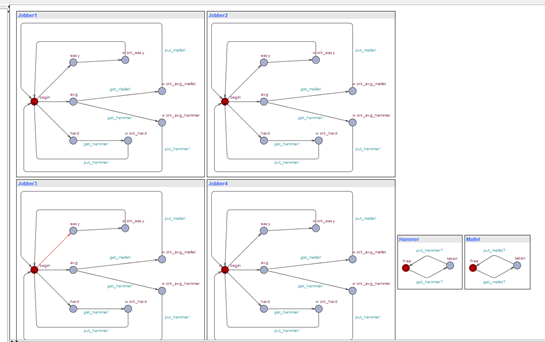 Jobber1
put_mallet!
easy
work_easy
work_avg_mallet
begin
avg
get_mallet!
get_hammer!
work_avg_hammer
hard
work_hard
get_hammer!
put_hammer!
Jobber2
put_mallet!
easy
work_easy
work_avg_mallet
begin
avg
get_mallet!
get_hammer!
work_avg_hammer
hard
work_hard
get_hammer!
put_hammer!
Jobber3
put_mallet!
easy
work_easy
work_avg_mallet
begin
avg
get_mallet!
get_hammer!
work_avg_hammer
hard
work_hard
get_hammer!
put_hammer!
Jobber4
put_mallet!
easy
work_easy
work_avg_mallet
begin
avg
get_mallet!
get_hammer!
work_avg_hammer
hard
work_hard
get_hammer!
put_hammer!
Hammer
put_hammer?
free
taken
get_hammer?
Mallet
put_mallet?
free
taken
get_mallet?